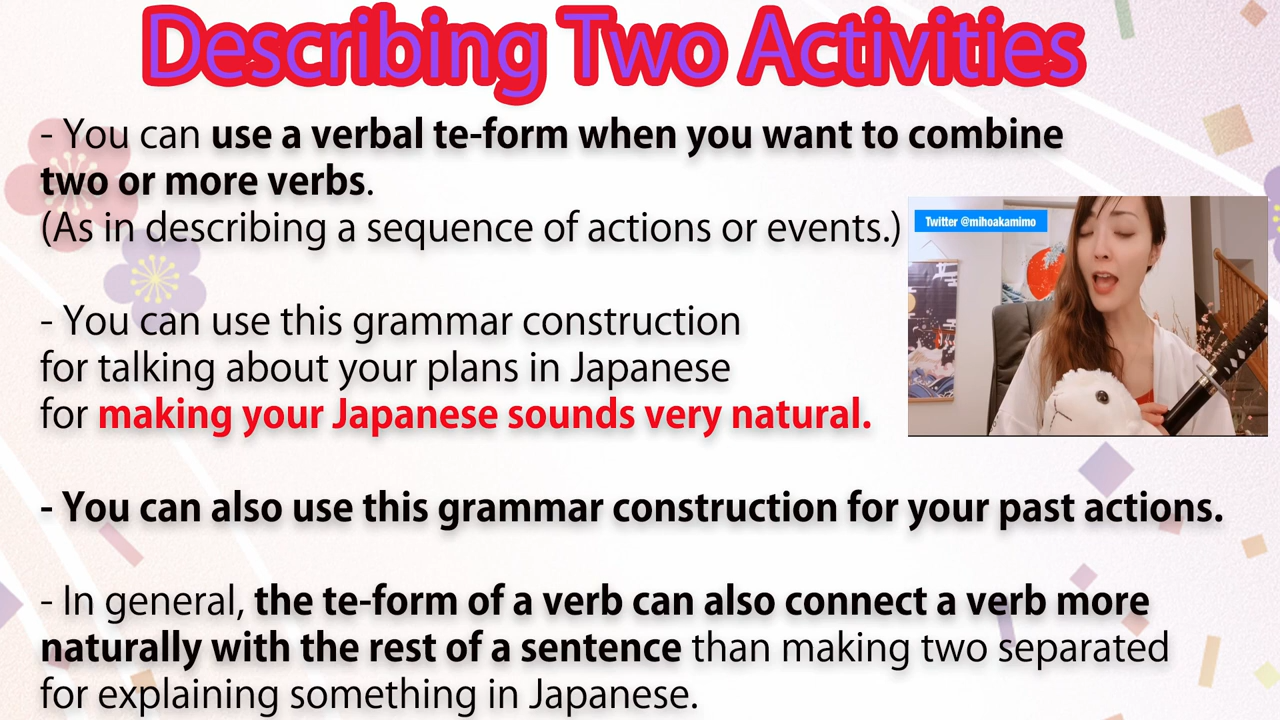 Describing Two Activities
- You can use a verbal te-form when you want to combine
two or more verbs.
(As in describing a sequence of actions or events.)
Twitter @mihoakamimo
- You can use this grammar construction
for talking about your plans in Japanese
for making your Japanese sounds very natural.
- You can also use this grammar construction for your past actions.
- In general, the te-form of a verb can also connect a verb more
naturally with the rest of a sentence than making two separated
for explaining something in Japanese.